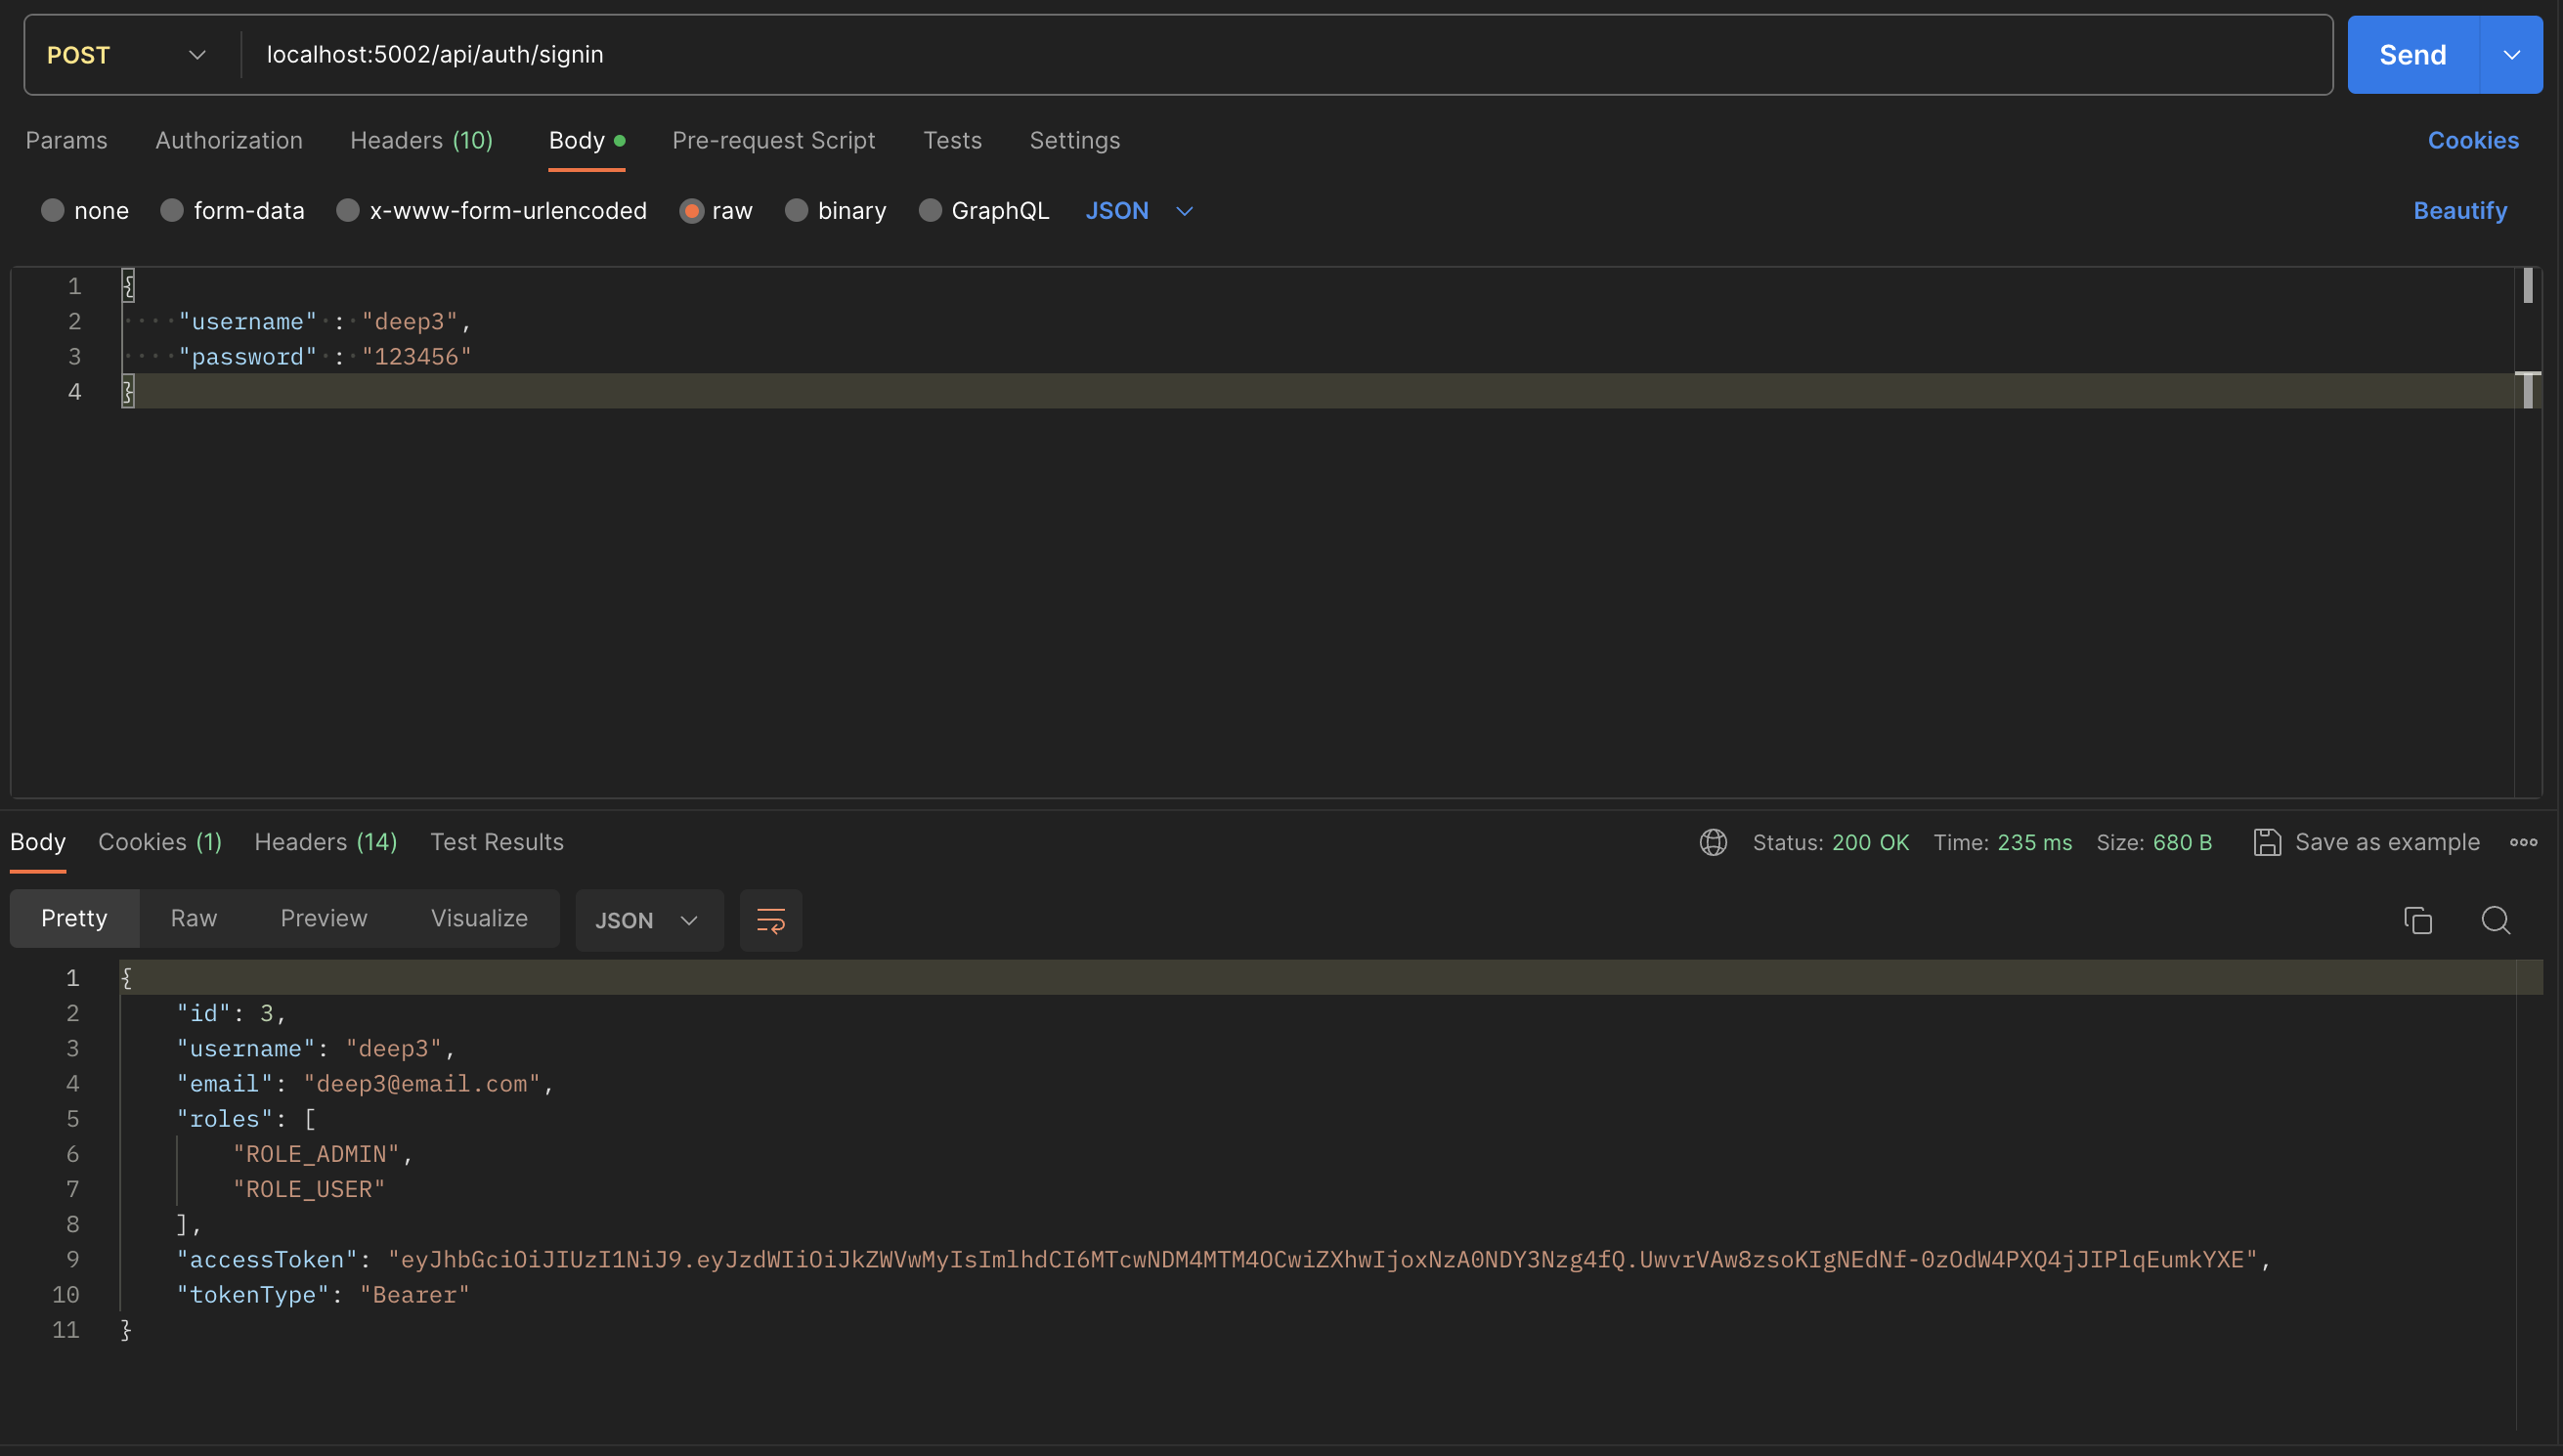 POST localhost:5002/api/auth/signin Send
Params Authorization Headers (10) Body Pre-request Script Tests Settings Cookies
none form-data x-www-form-urlencoded raw binary GraphQL JSON Beautify
1 {
2 "username" : "deep3",
3 "password" : "123456"
4 }
Body Cookies (1) Headers (14) Test Results Status: 200 OK Time: 235 ms Size: 680 B Save as example
Pretty Raw Preview Visualize JSON
1 {
2 "id": 3,
3 "username": "deep3",
4 "email": "deep3@email.com",
5 "roles": [
6 "ROLE_ADMIN",
7 "ROLE_USER"
8 ],
9 "accessToken": "eyJhbGciOiJIUzI1NiJ9.eyJzdWIiOiJkZWVwMyIsImlhdCI6MTcwNDM4MTM4OCwiZXhwIjoxNzA0NDY3Nzg4fQ.UwvrVAw8zsoKIgNEdNf-0zOdW4PXQ4jJIPlqEumkYXE",
10 "tokenType": "Bearer"
11 }